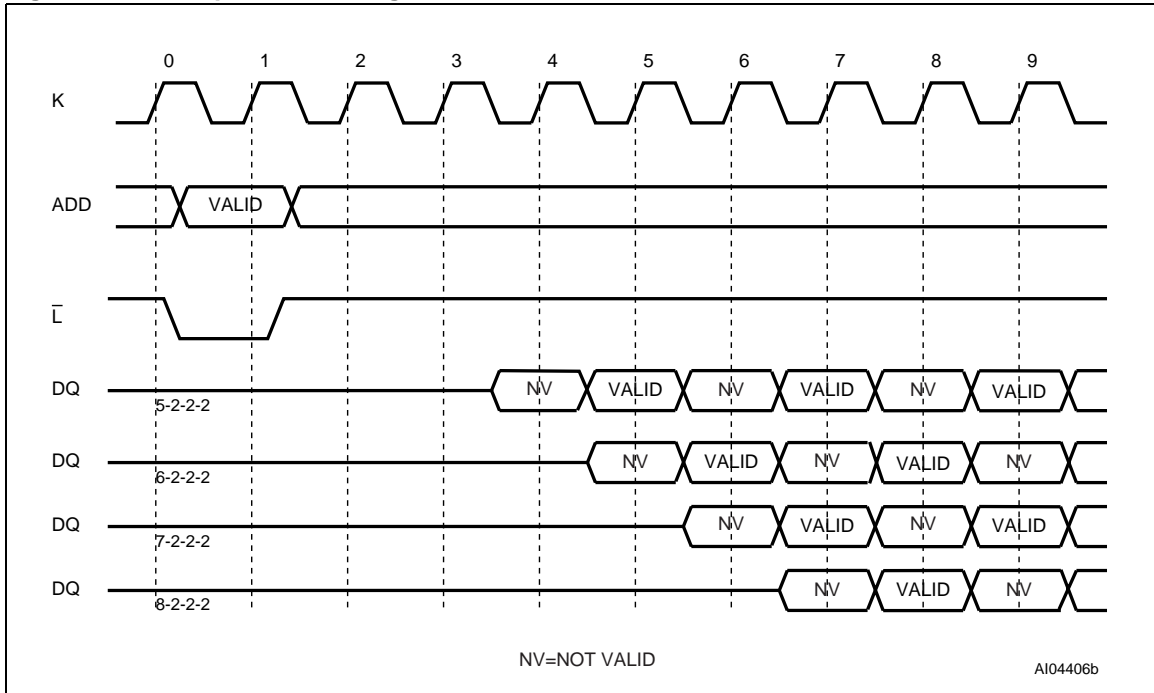 0 1 2 3 4 5 6 7 8 9
K
ADD VALID
L̅
DQ NV VALID NV VALID NV VALID
5-2-2-2
DQ NV VALID NV VALID NV
6-2-2-2
DQ NV VALID NV VALID
7-2-2-2
DQ NV VALID NV
8-2-2-2
NV=NOT VALID
AI04406b